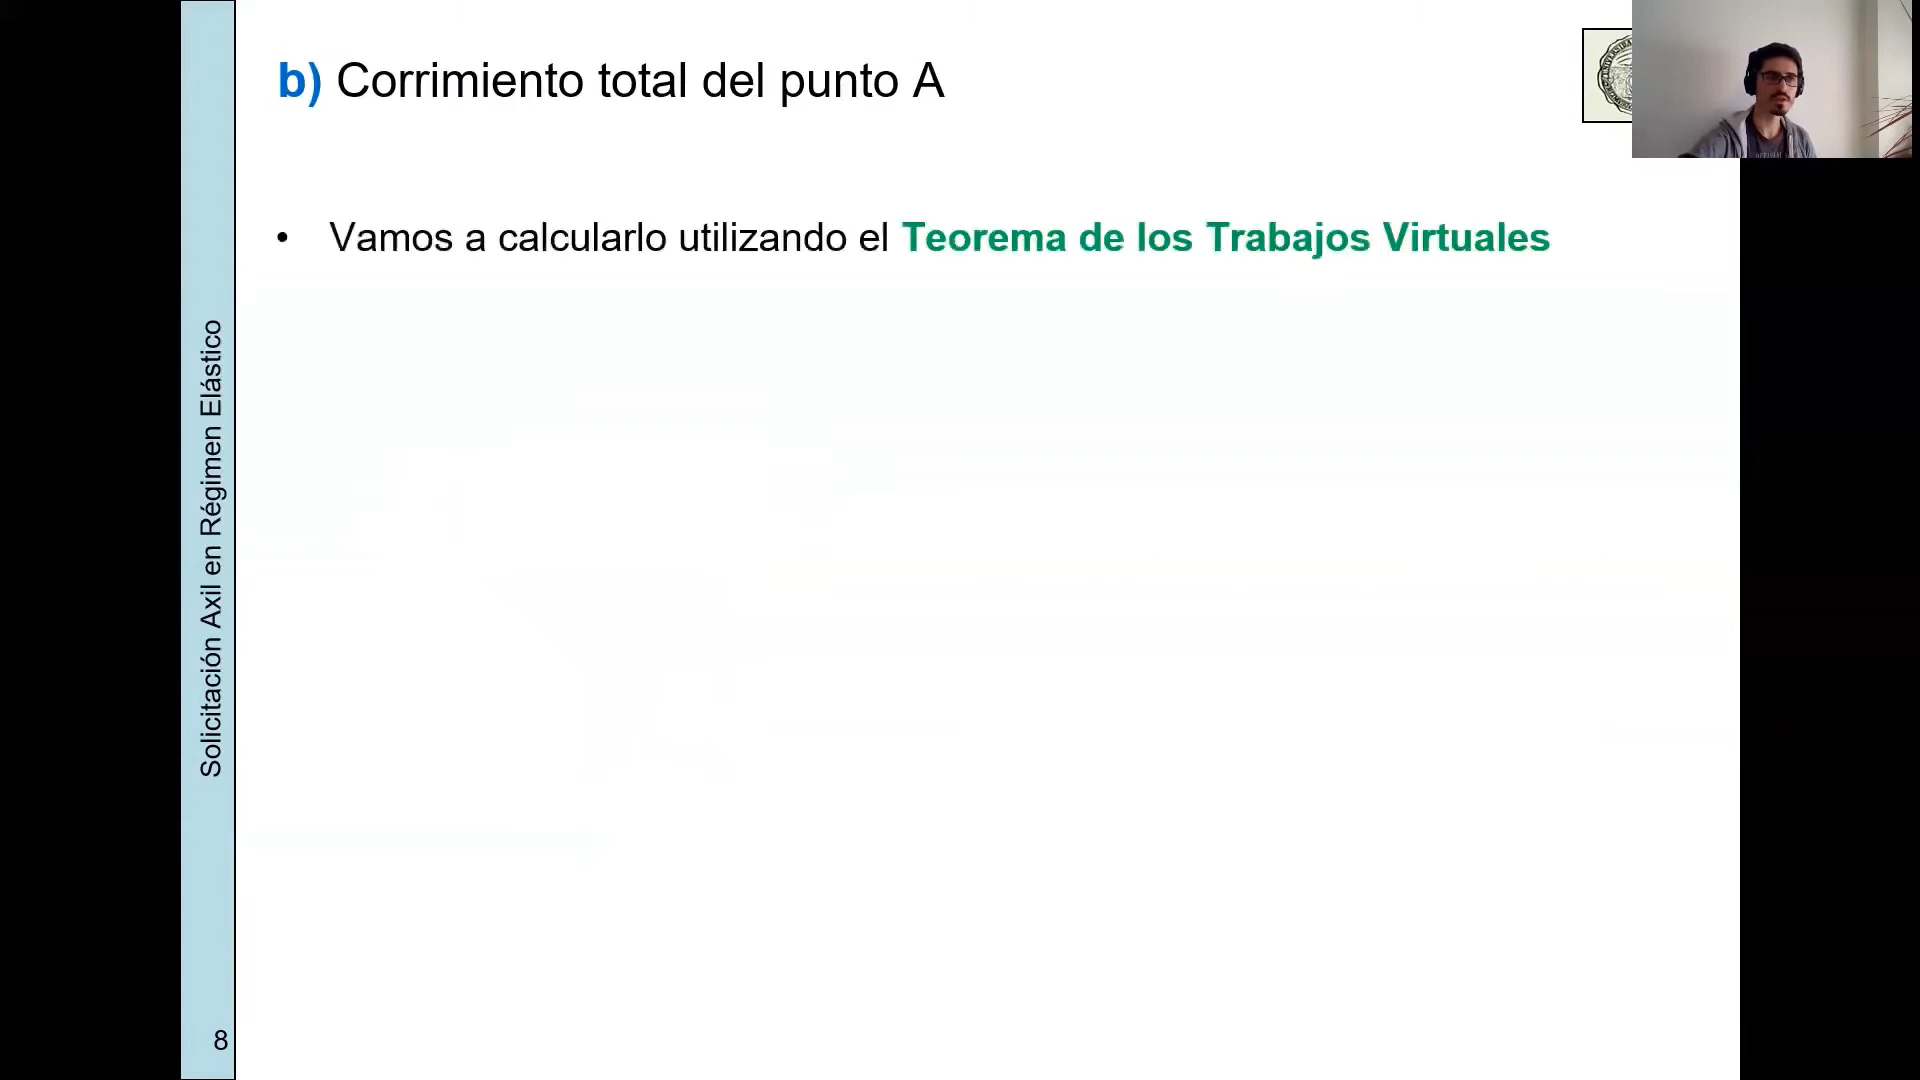 b) Corrimiento total del punto A
• Vamos a calcularlo utilizando el Teorema de los Trabajos Virtuales
Solicitación Axil en Régimen Elástico
8